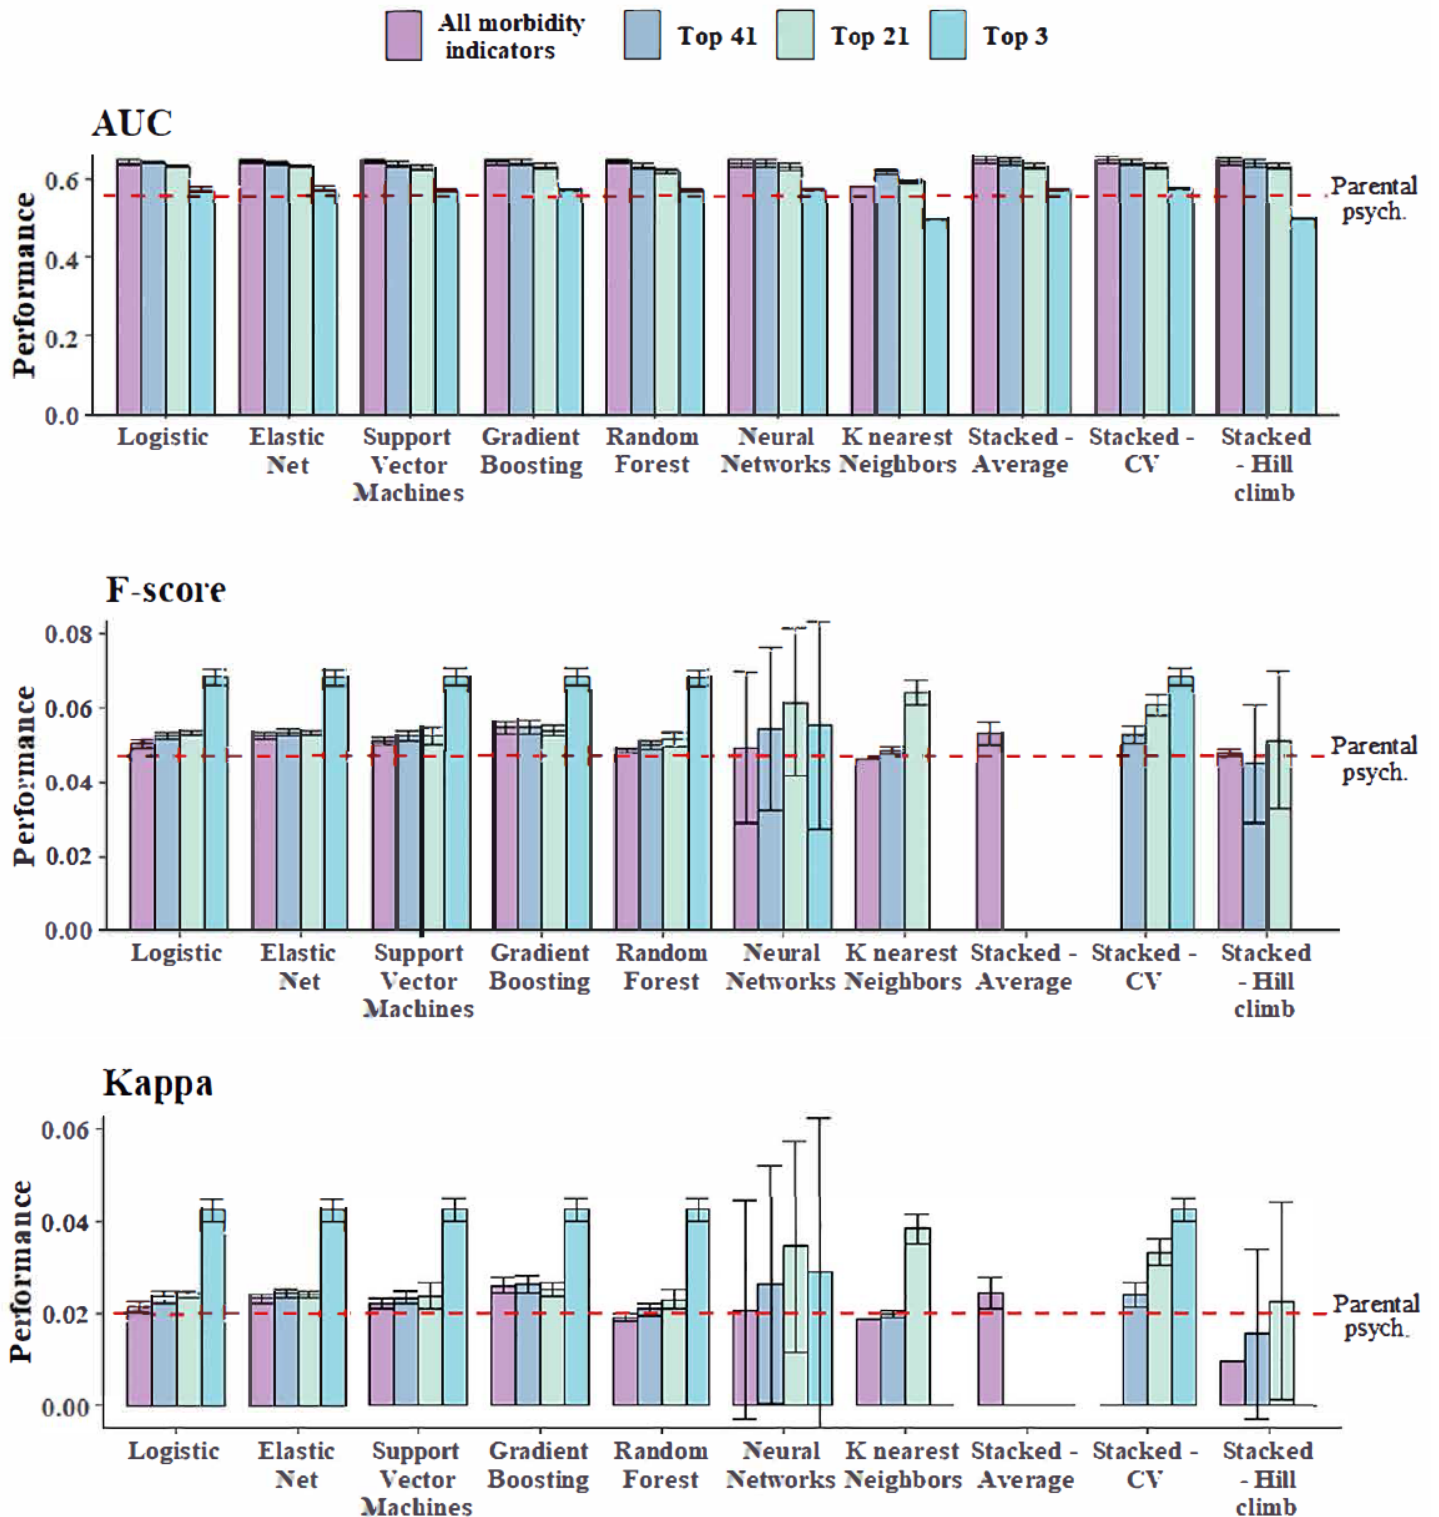 All morbidity
indicators
Top 41
Top 21
Top 3
AUC
Performance
0.6
0.4
0.2
0.0
Parental
psych.
Logistic
Elastic
Net
Support
Vector
Machines
Gradient
Boosting
Random
Forest
Neural
Networks
K nearest
Neighbors
Stacked -
Average
Stacked -
CV
Stacked
- Hill
climb
F-score
Performance
0.08
0.06
0.04
0.02
0.00
Parental
psych.
Logistic
Elastic
Net
Support
Vector
Machines
Gradient
Boosting
Random
Forest
Neural
Networks
K nearest
Neighbors
Stacked -
Average
Stacked -
CV
Stacked
- Hill
climb
Kappa
Performance
0.06
0.04
0.02
0.00
Parental
psych.
Logistic
Elastic
Net
Support
Vector
Machines
Gradient
Boosting
Random
Forest
Neural
Networks
K nearest
Neighbors
Stacked -
Average
Stacked -
CV
Stacked
- Hill
climb